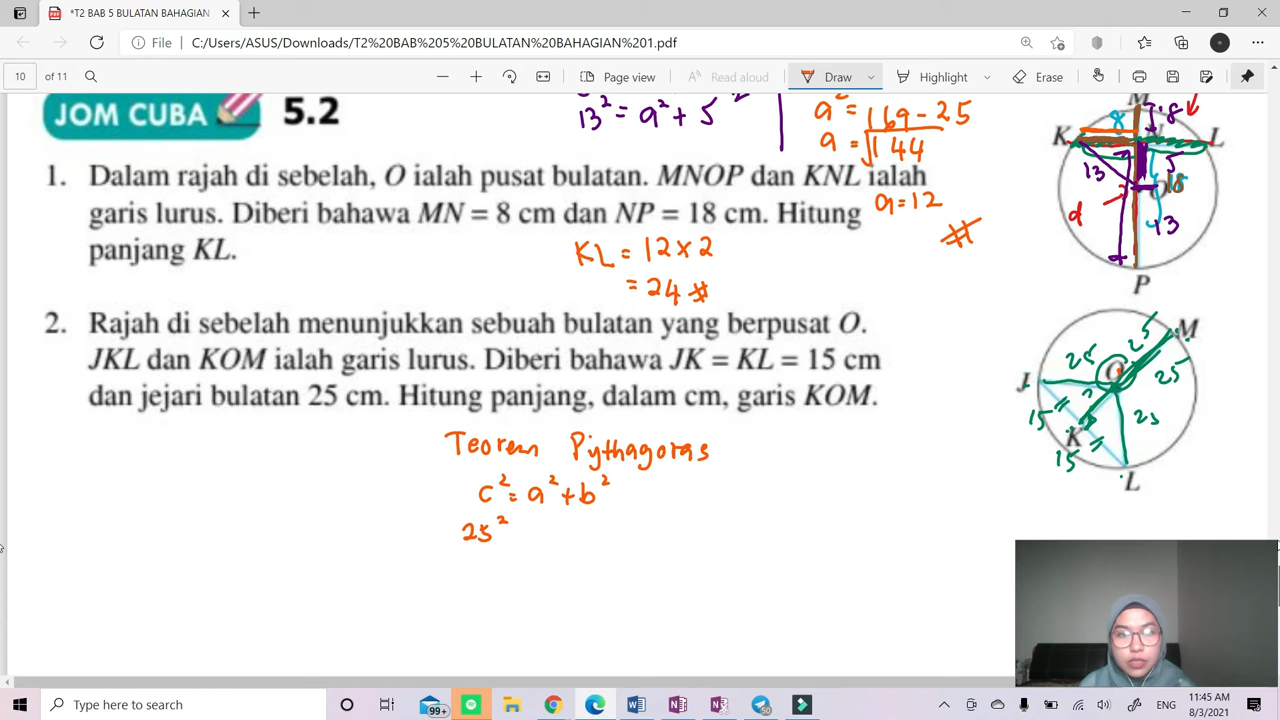 *T2 BAB 5 BULATAN BAHAGIAN
File C:/Users/ASUS/Downloads/T2%20BAB%205%20BULATAN%20BAHAGIAN%201.pdf
10 of 11 Page view Read aloud Draw Highlight Erase
JOM CUBA 5.2
13² = a² + 5²
a² = 169 - 25
a = √144
a = 12
1. Dalam rajah di sebelah, O ialah pusat bulatan. MNOP dan KNL ialah
garis lurus. Diberi bahawa MN = 8 cm dan NP = 18 cm. Hitung
panjang KL.
KL = 12 × 2
= 24
M
8
K N L
13 5
18
d 13
P
2. Rajah di sebelah menunjukkan sebuah bulatan yang berpusat O.
JKL dan KOM ialah garis lurus. Diberi bahawa JK = KL = 15 cm
dan jejari bulatan 25 cm. Hitung panjang, dalam cm, garis KOM.
M
25
25 O 25
J
15 25
K
15
L
Teorem Pythagoras
c² = a² + b²
25²
Type here to search
99+
ENG
11:45 AM
8/3/2021